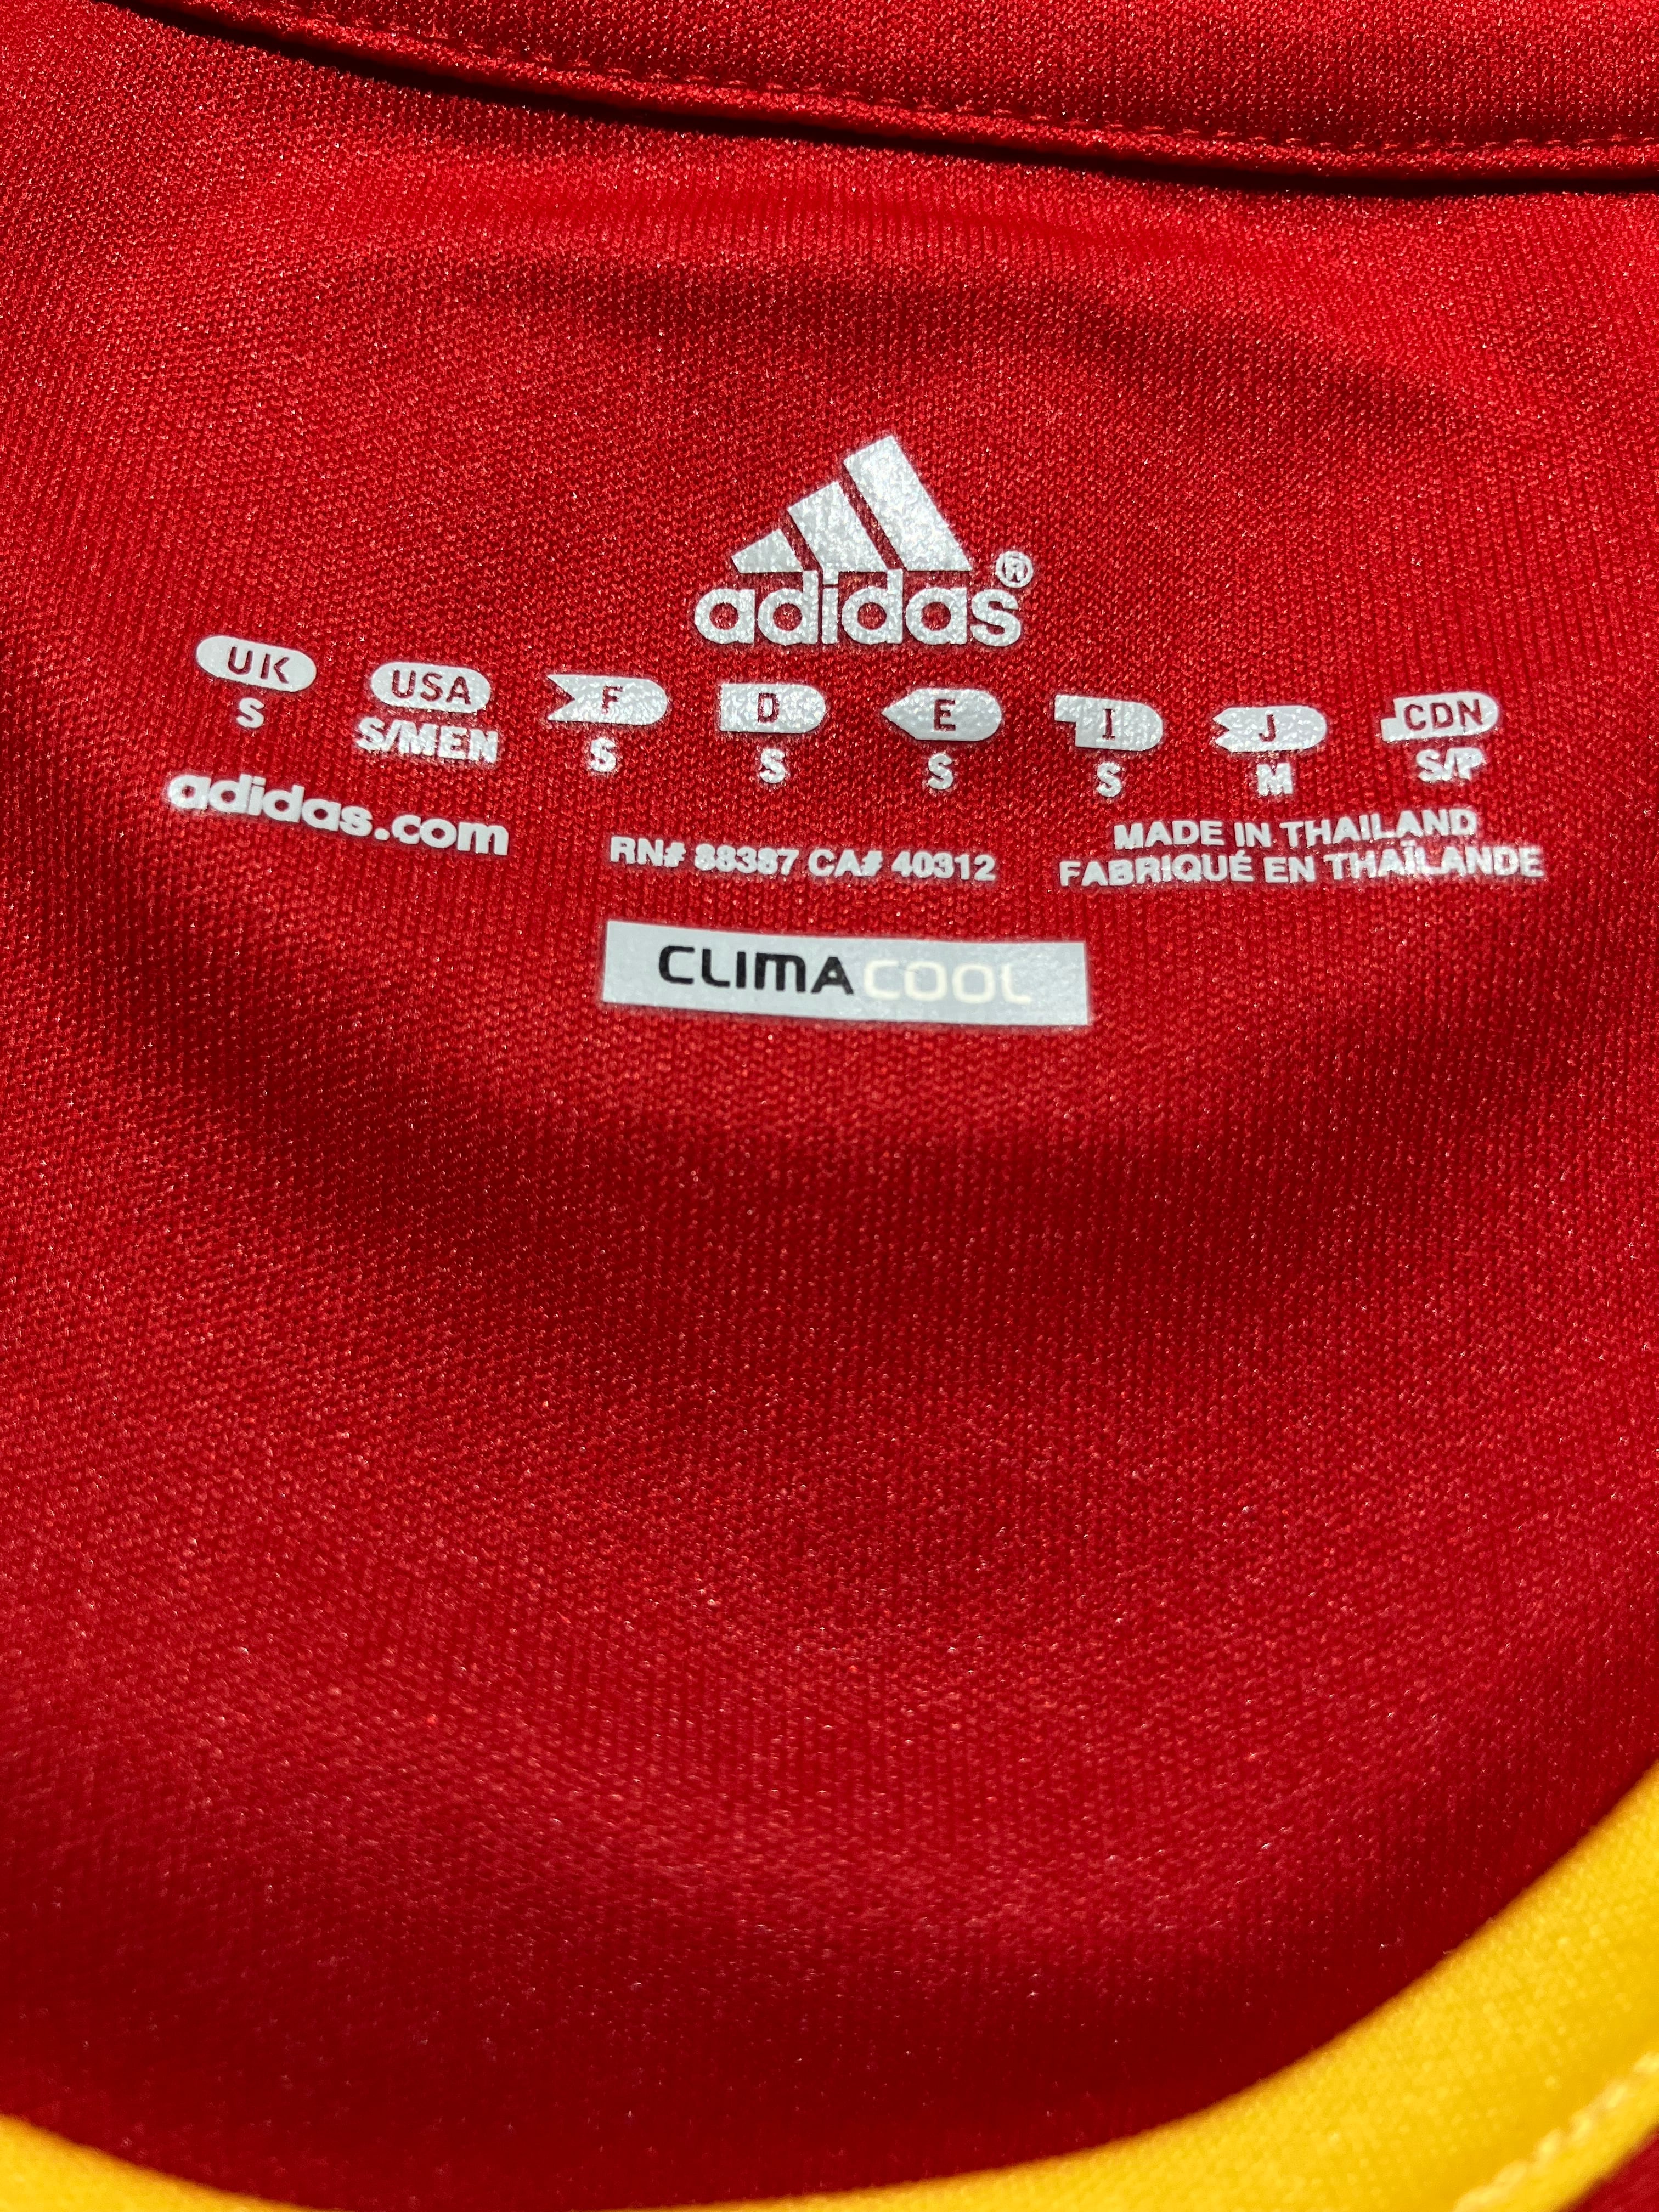 adidas®
UK USA F D E I J CDN
S S/MEN S S S S M S/P
adidas.com
RN# 88387 CA# 40312
MADE IN THAILAND
FABRIQUÉ EN THAÏLANDE
CLIMACOOL